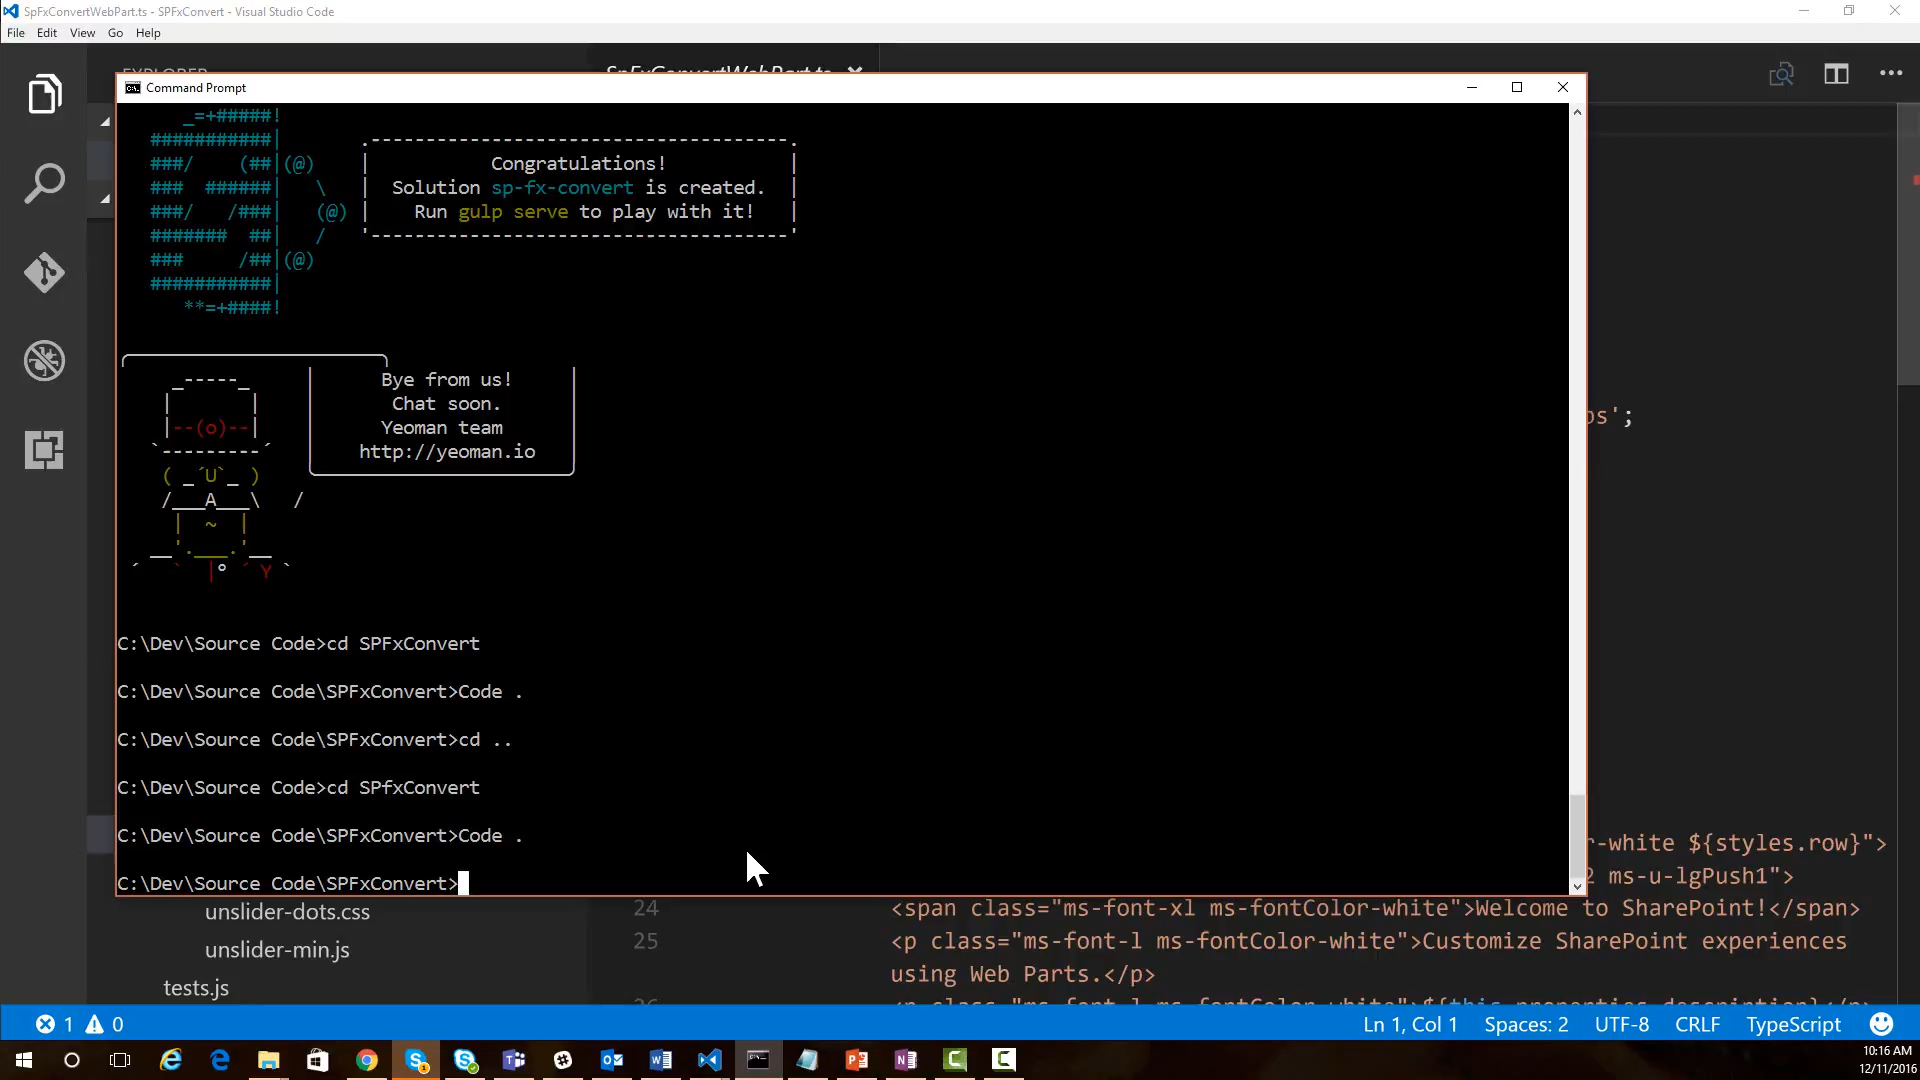 SpFxConvertWebPart.ts - SPFxConvert - Visual Studio Code
File Edit View Go Help
Command Prompt
_=+#####!
###########|
###/    (##|(@)
###  ######|   \
###/   /###|   (@)
#######  ##|   /
###     /##|(@)
###########|
**=+####!
Congratulations!
Solution sp-fx-convert is created.
Run gulp serve to play with it!
Bye from us!
Chat soon.
Yeoman team
http://yeoman.io
C:\Dev\Source Code>cd SPFxConvert
C:\Dev\Source Code\SPFxConvert>Code .
C:\Dev\Source Code\SPFxConvert>cd ..
C:\Dev\Source Code>cd SPfxConvert
C:\Dev\Source Code\SPFxConvert>Code .
C:\Dev\Source Code\SPFxConvert>
';
-white ${styles.row}">
ms-u-lgPush1">
unslider-dots.css
unslider-min.js
tests.js
24 <span class="ms-font-xl ms-fontColor-white">Welcome to SharePoint!</span>
25 <p class="ms-font-l ms-fontColor-white">Customize SharePoint experiences
using Web Parts.</p>
1 0
Ln 1, Col 1 Spaces: 2 UTF-8 CRLF TypeScript
10:16 AM
12/11/2016